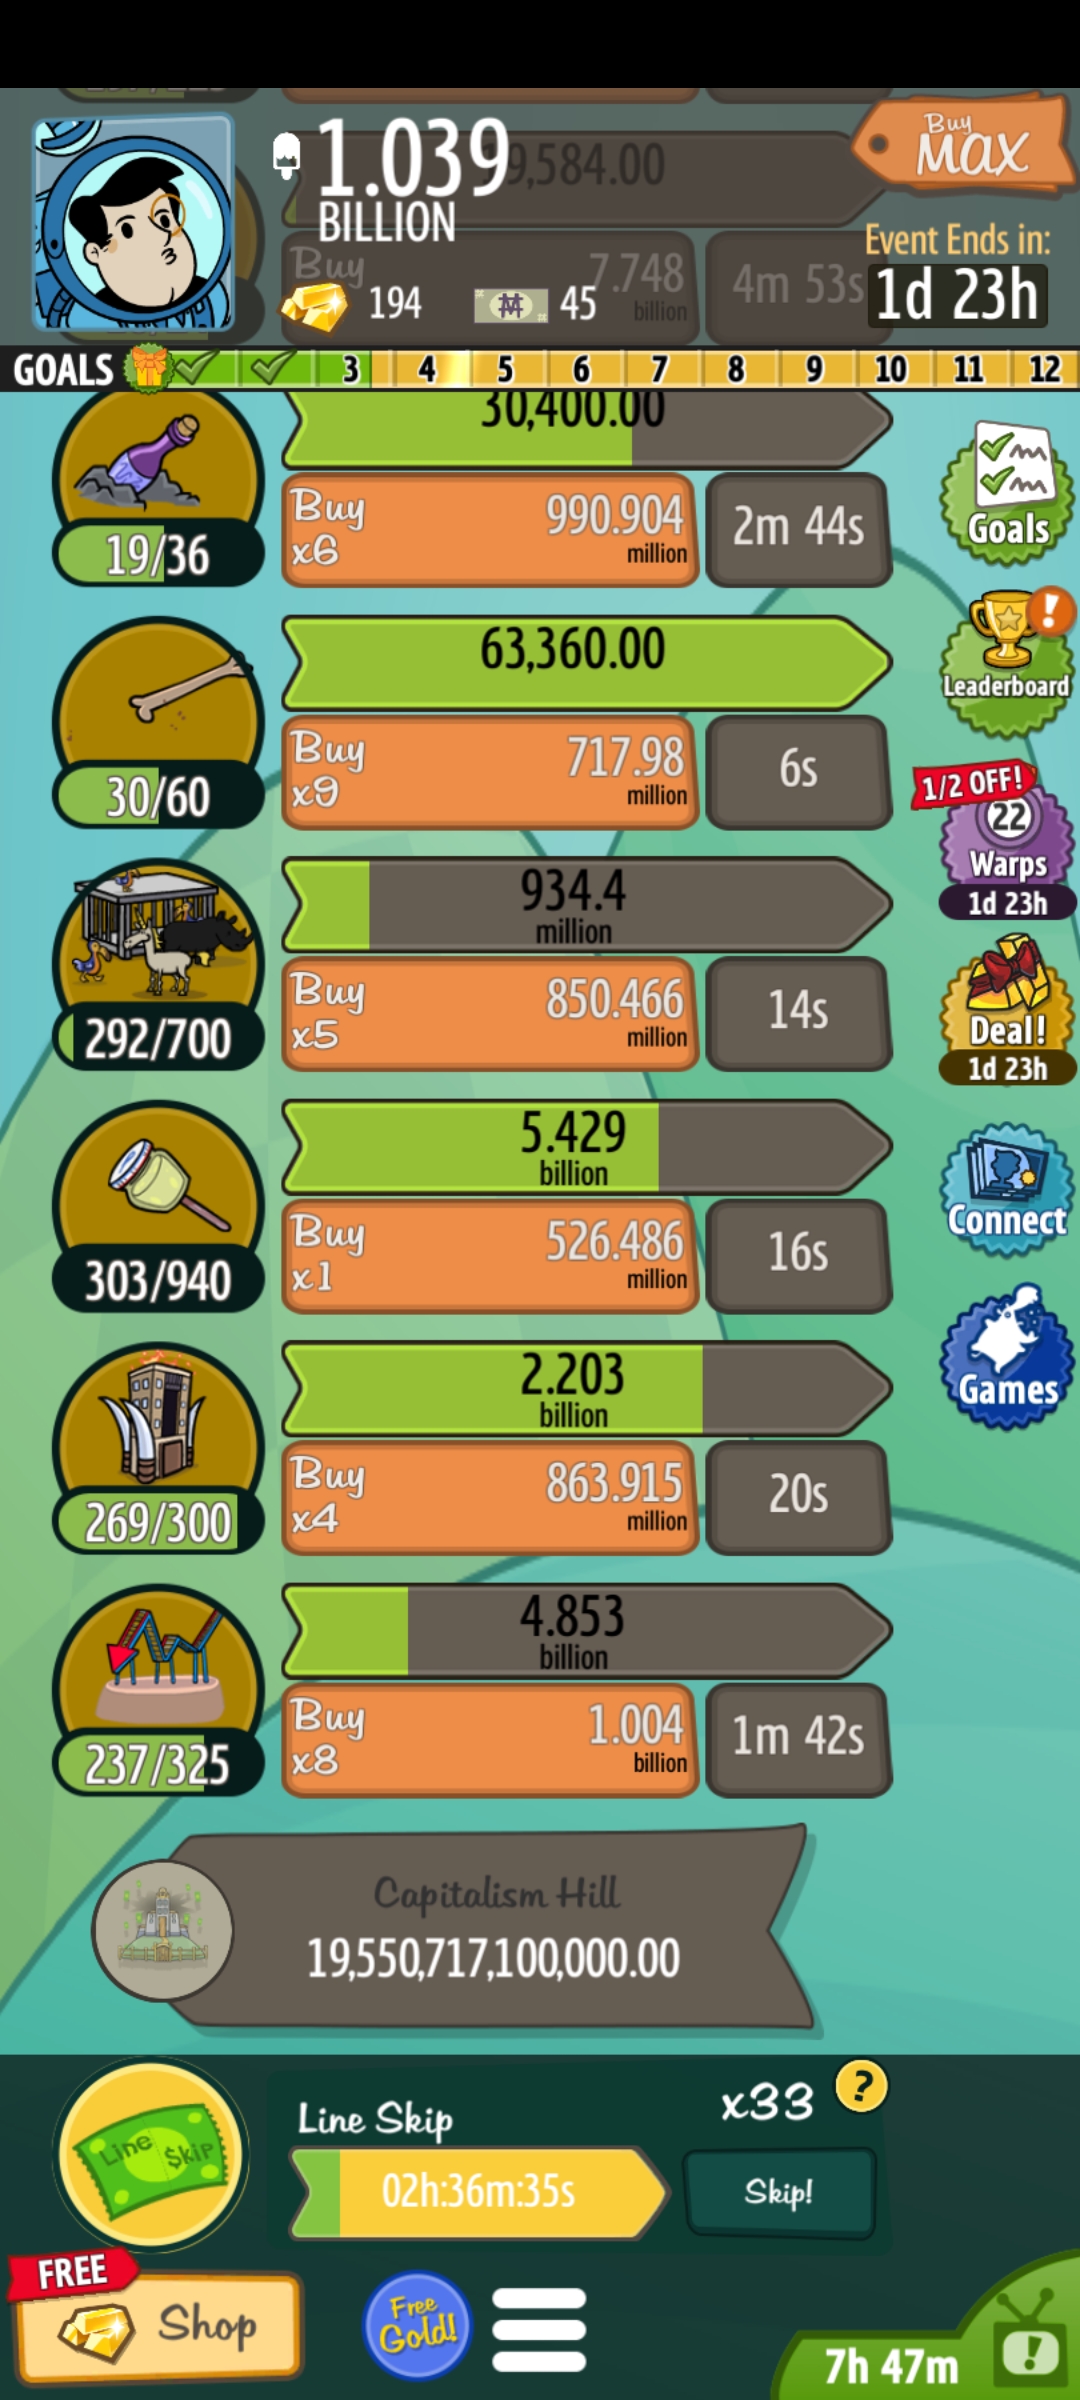 1.039
BILLION
9,584.00
Buy
MAX
Buy
7.748
billion
4m 53s
194
45
Event Ends in:
1d 23h
GOALS
3
4
5
6
7
8
9
10
11
12
30,400.00
19/36
Buy
x6
990.904
million
2m 44s
Goals
63,360.00
30/60
Buy
x9
717.98
million
6s
Leaderboard
!
1/2 OFF!
22
Warps
1d 23h
934.4
million
292/700
Buy
x5
850.466
million
14s
Deal!
1d 23h
5.429
billion
303/940
Buy
x1
526.486
million
16s
Connect
2.203
billion
269/300
Buy
x4
863.915
million
20s
Games
4.853
billion
237/325
Buy
x8
1.004
billion
1m 42s
Capitalism Hill
19,550,717,100,000.00
Line $kip
Line Skip
x33
?
02h:36m:35s
Skip!
FREE
Shop
Free
Gold!
7h 47m
!